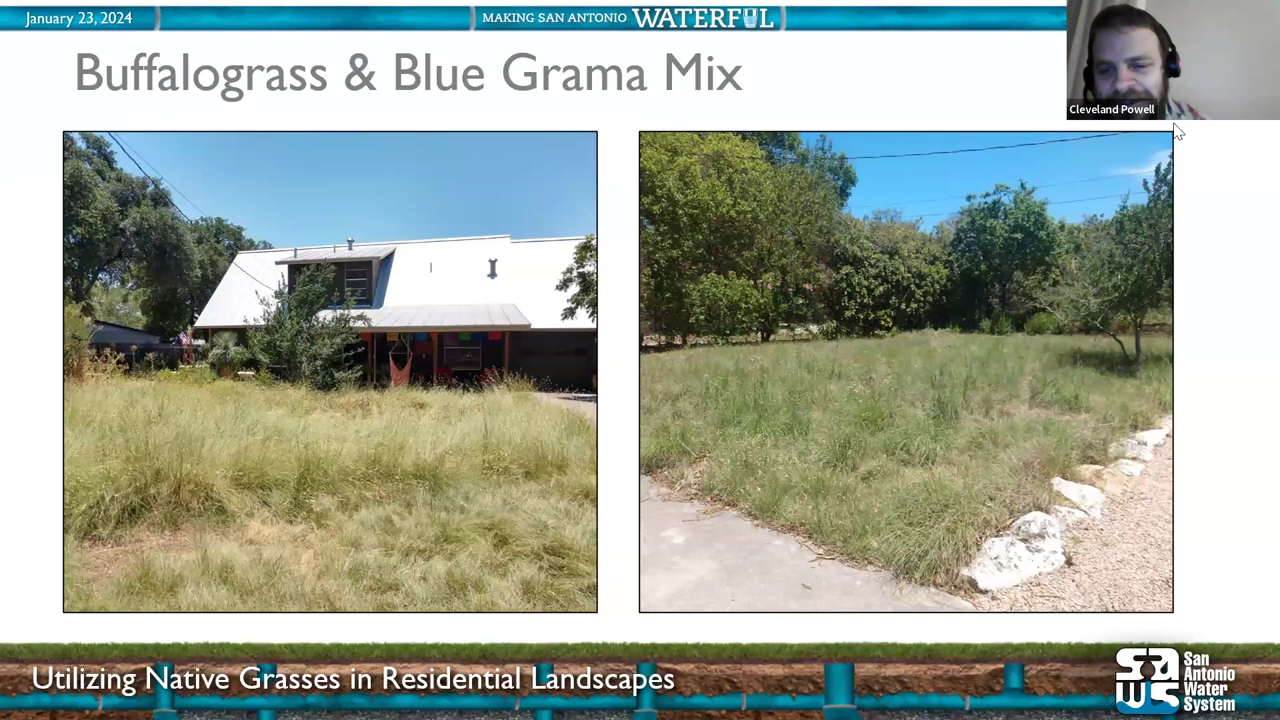 January 23, 2024
MAKING SAN ANTONIO WATERFUL
Buffalograss & Blue Grama Mix
Cleveland Powell
Utilizing Native Grasses in Residential Landscapes
SAWS
San
Antonio
Water
System